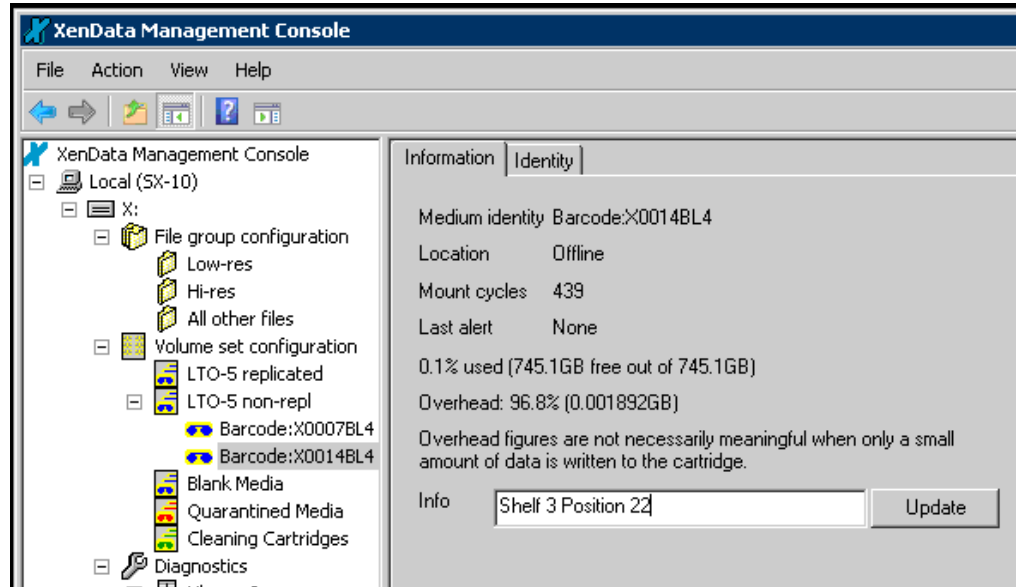 XenData Management Console
File Action View Help
XenData Management Console
Local (SX-10)
X:
File group configuration
Low-res
Hi-res
All other files
Volume set configuration
LTO-5 replicated
LTO-5 non-repl
Barcode:X0007BL4
Barcode:X0014BL4
Blank Media
Quarantined Media
Cleaning Cartridges
Diagnostics
Information Identity
Medium identity Barcode:X0014BL4
Location Offline
Mount cycles 439
Last alert None
0.1% used (745.1GB free out of 745.1GB)
Overhead: 96.8% (0.001892GB)
Overhead figures are not necessarily meaningful when only a small
amount of data is written to the cartridge.
Info Shelf 3 Position 22 Update